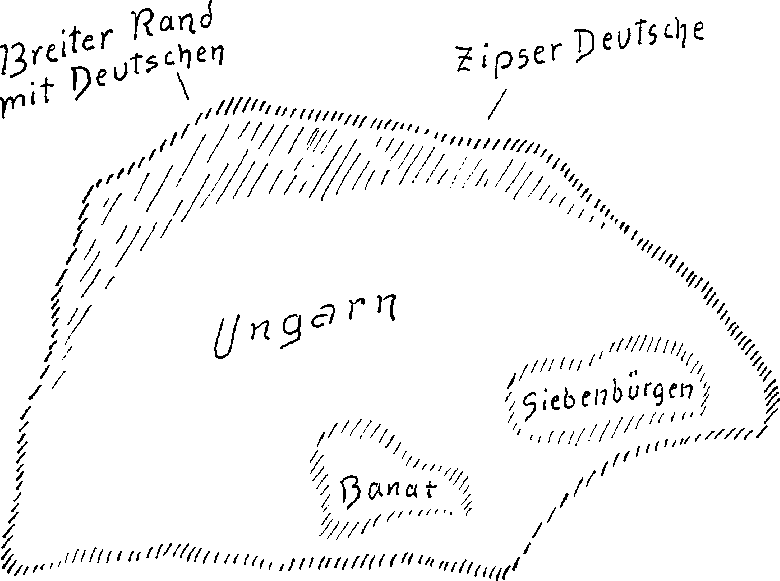 Breiter Rand
mit Deutschen
Zipser Deutsche
Ungarn
Siebenbürgen
Banat